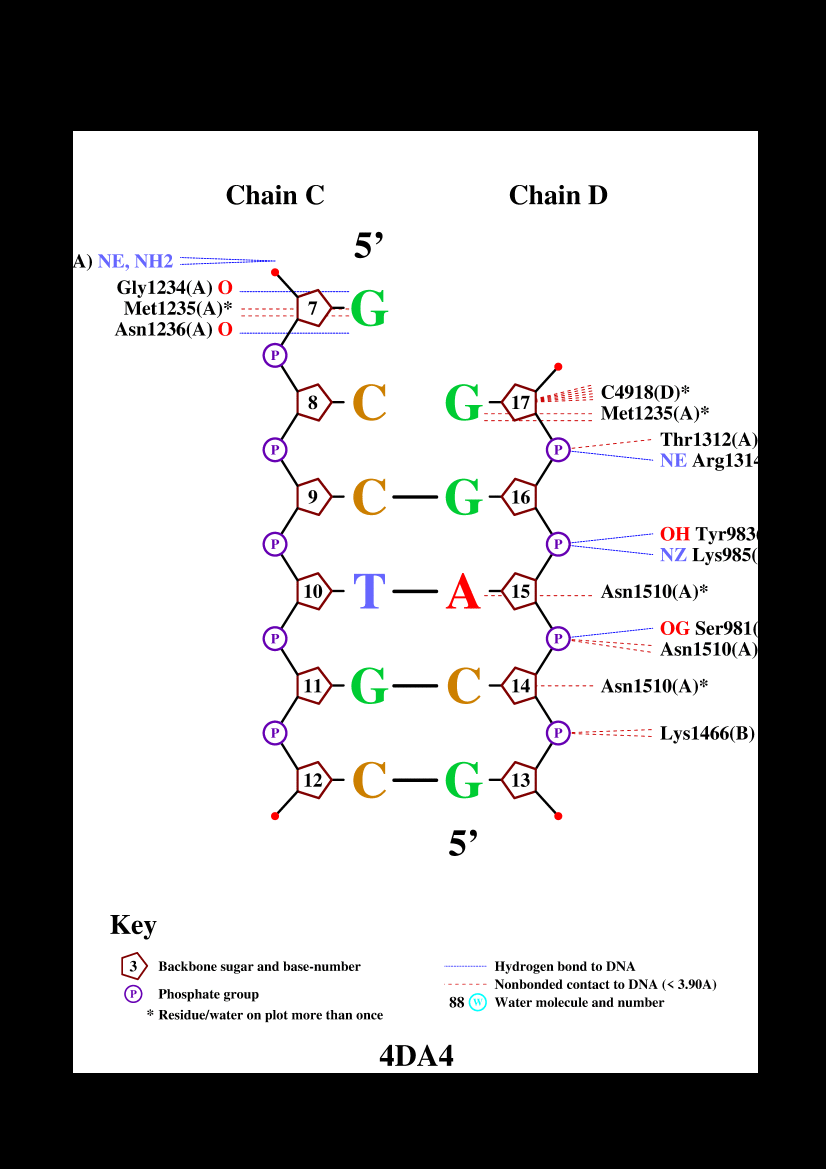 Chain C Chain D
5’
A) NE, NH2
Gly1234(A) O
Met1235(A)*
Asn1236(A) O
7 G
P
8 C G 17
C4918(D)*
Met1235(A)*
P P
Thr1312(A)
NE Arg1314
9 C G 16
P P
OH Tyr983(
NZ Lys985(
10 T A 15 Asn1510(A)*
P P
OG Ser981(
Asn1510(A)
11 G C 14 Asn1510(A)*
P P Lys1466(B)
12 C G 13
5’
Key
3 Backbone sugar and base-number
P Phosphate group
* Residue/water on plot more than once
Hydrogen bond to DNA
Nonbonded contact to DNA (< 3.90A)
88 W Water molecule and number
4DA4